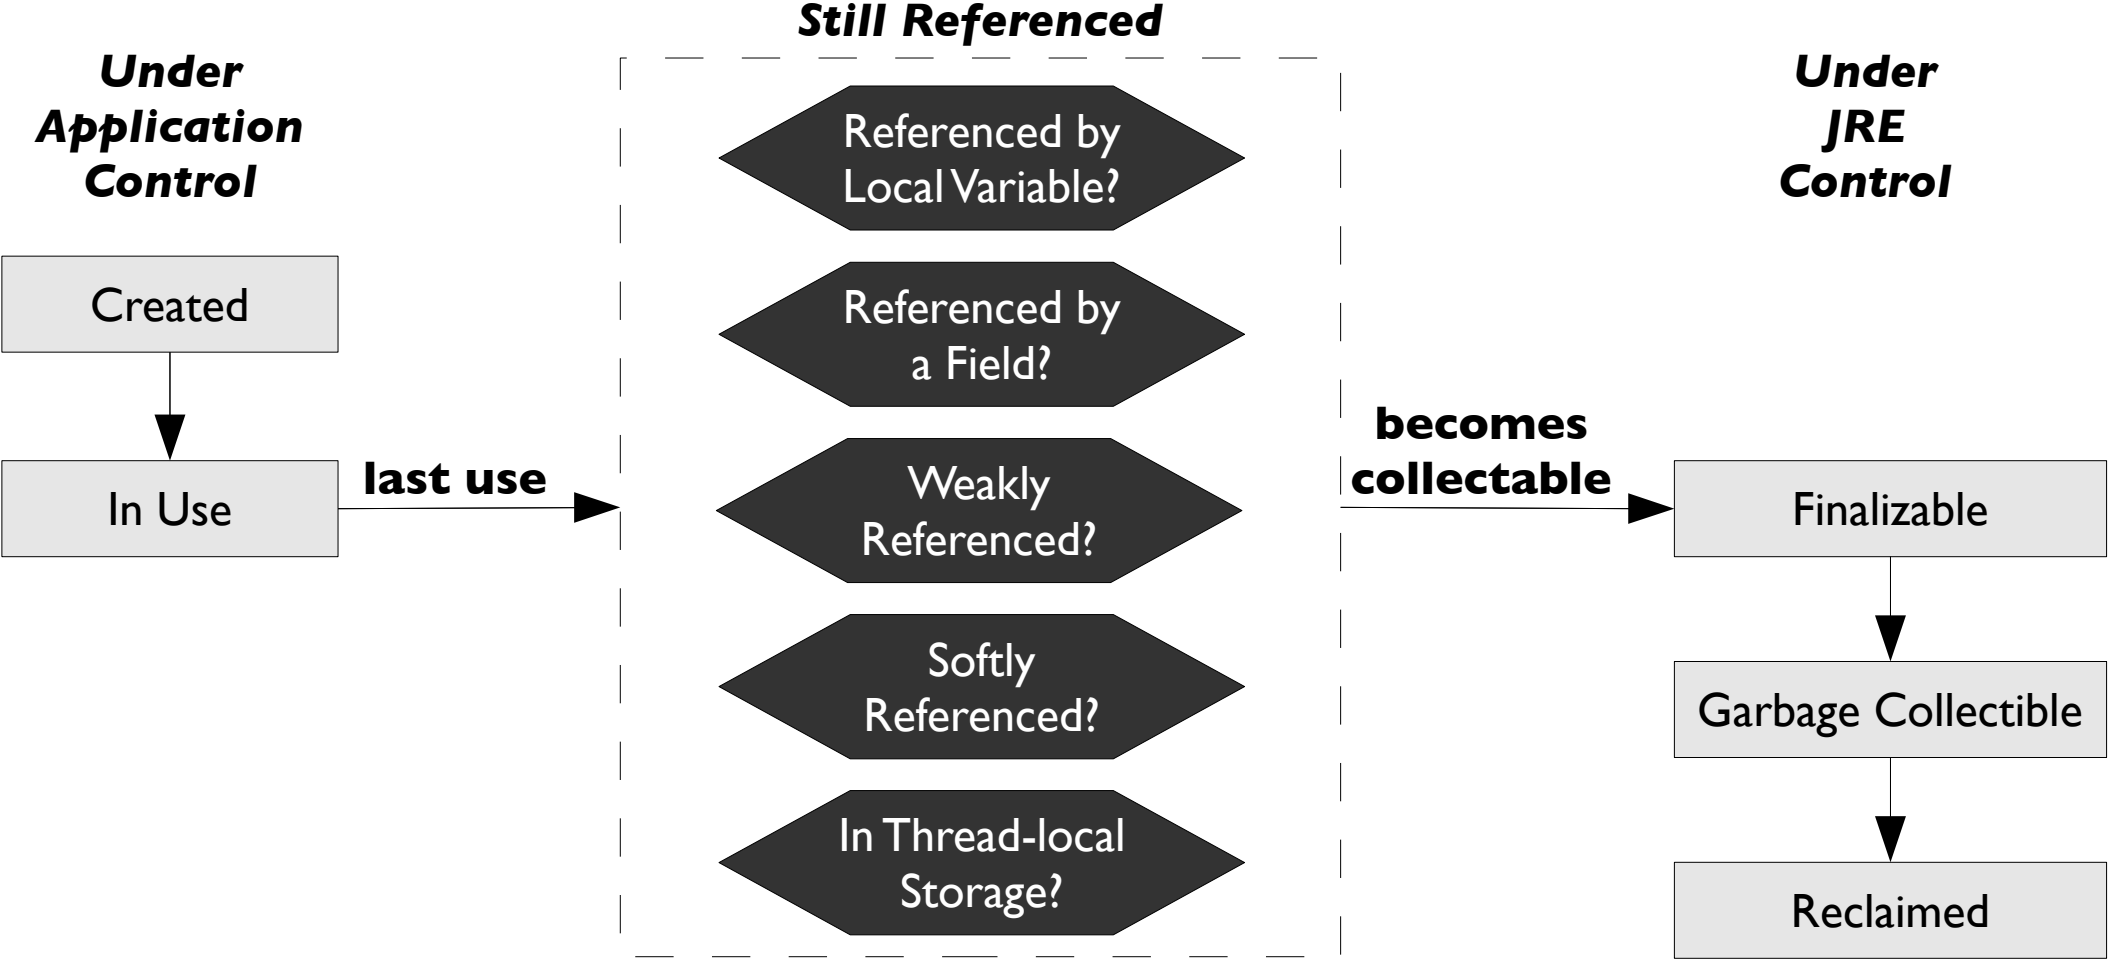 Under
Application
Control
Created
In Use
last use
Still Referenced
Referenced by
Local Variable?
Referenced by
a Field?
Weakly
Referenced?
Softly
Referenced?
In Thread-local
Storage?
becomes
collectable
Under
JRE
Control
Finalizable
Garbage Collectible
Reclaimed